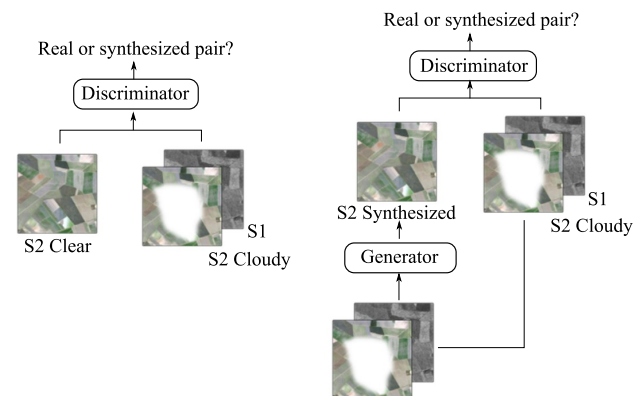 Real or synthesized pair?
Discriminator
S2 Clear
S1
S2 Cloudy
Real or synthesized pair?
Discriminator
S2 Synthesized
S1
S2 Cloudy
Generator